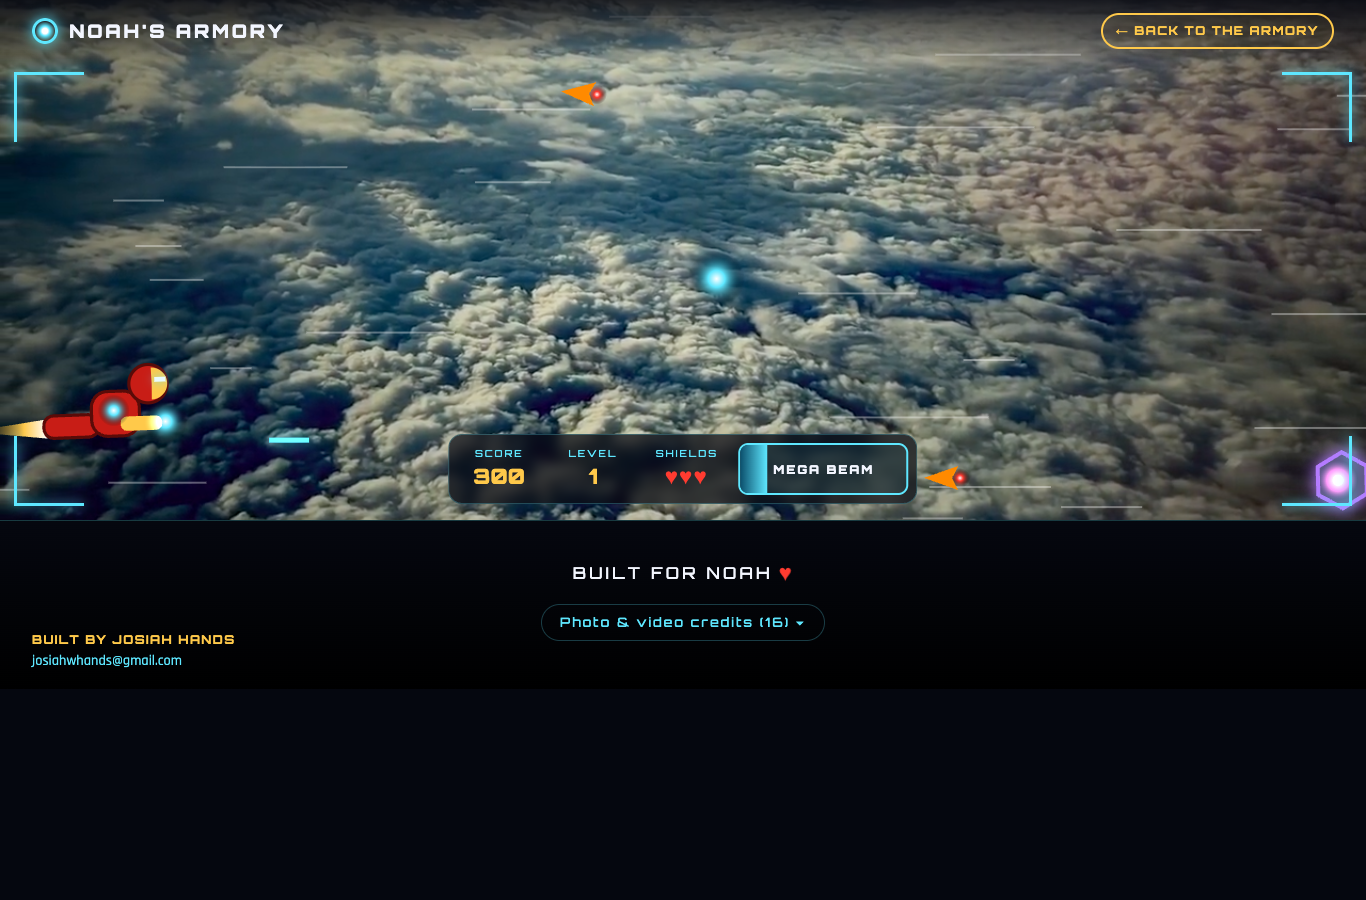 NOAH'S ARMORY
← BACK TO THE ARMORY
SCORE
300
LEVEL
1
SHIELDS
♥♥♥
MEGA BEAM
BUILT FOR NOAH ♥
Photo & video credits (16) ▾
BUILT BY JOSIAH HANDS
josiahwhands@gmail.com